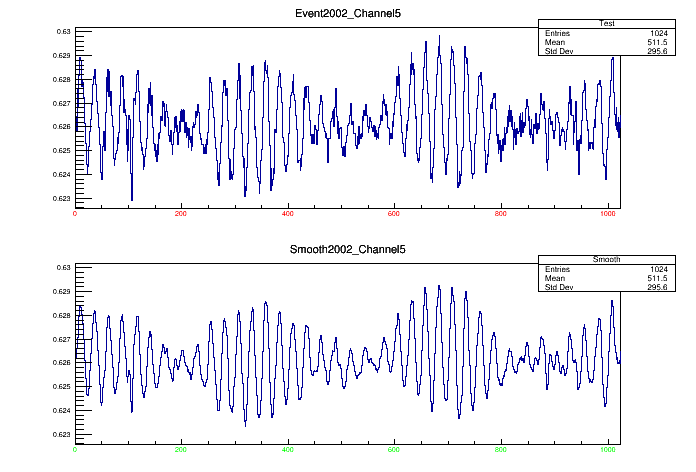 Event2002_Channel5
Test
Entries 1024
Mean 511.5
Std Dev 295.6
0.63
0.629
0.628
0.627
0.626
0.625
0.624
0.623
0 200 400 600 800 1000
Smooth2002_Channel5
Smooth
Entries 1024
Mean 511.5
Std Dev 295.6
0.63
0.629
0.628
0.627
0.626
0.625
0.624
0.623
0 200 400 600 800 1000